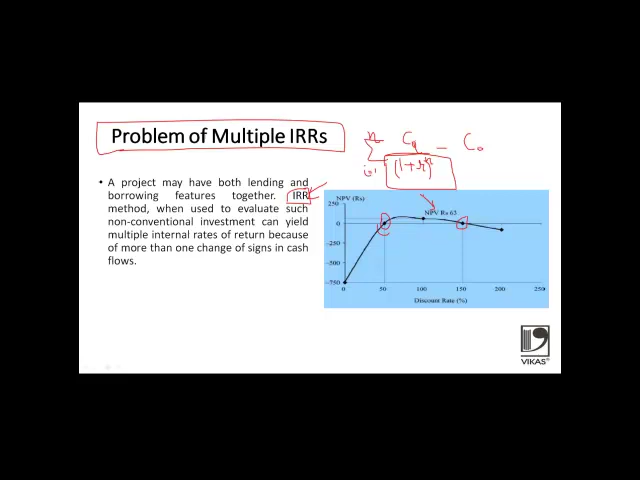 Problem of Multiple IRRs
• A project may have both lending and
borrowing features together. IRR
method, when used to evaluate such
non-conventional investment can yield
multiple internal rates of return because
of more than one change of signs in cash
flows.
NPV (Rs)
250
0
-250
-500
-750
NPV Rs 63
0 50 100 150 200 250
Discount Rate (%)
VIKAS®